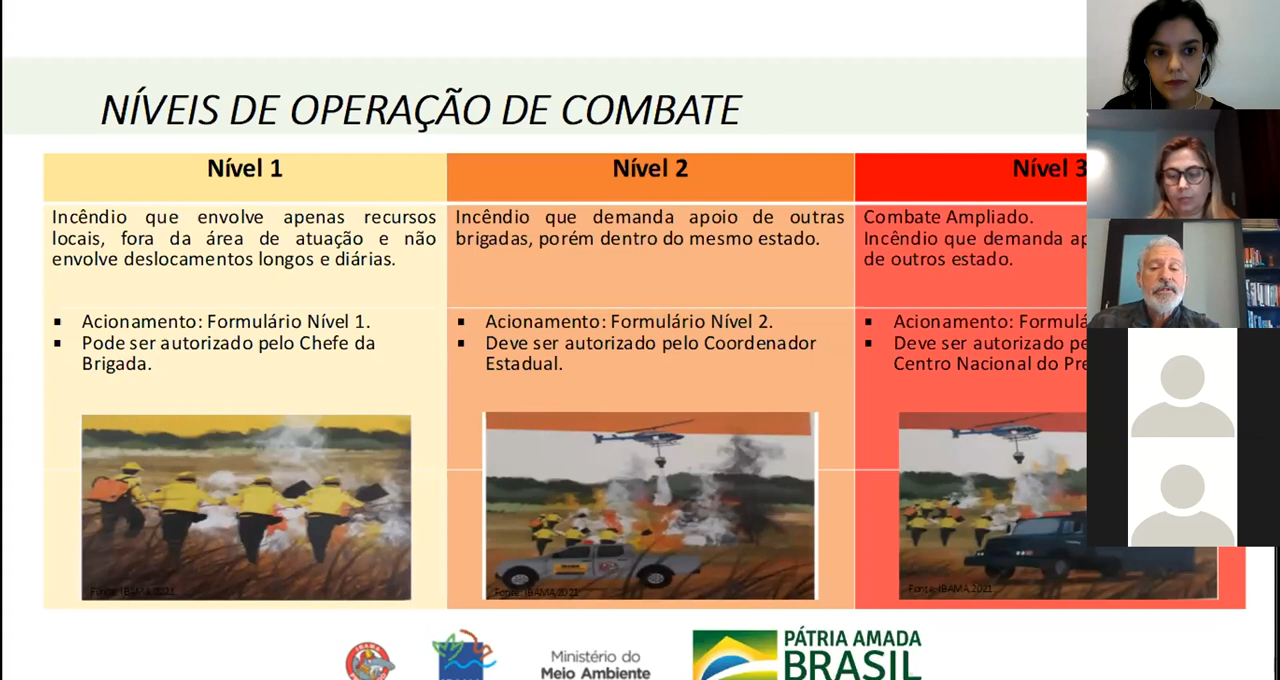 NÍVEIS DE OPERAÇÃO DE COMBATE
Nível 1
Incêndio que envolve apenas recursos
locais, fora da área de atuação e não
envolve deslocamentos longos e diárias.
▪ Acionamento: Formulário Nível 1.
▪ Pode ser autorizado pelo Chefe da
Brigada.
Fonte: IBAMA,2021
Nível 2
Incêndio que demanda apoio de outras
brigadas, porém dentro do mesmo estado.
▪ Acionamento: Formulário Nível 2.
▪ Deve ser autorizado pelo Coordenador
Estadual.
Fonte: IBAMA,2021
Nível 3
Combate Ampliado.
Incêndio que demanda
de outros estado.
▪ Acionamento:
▪ Deve ser autorizado
Centro Nacional do
Fonte: IBAMA,2021
Ministério do
Meio Ambiente
PÁTRIA AMADA
BRASIL